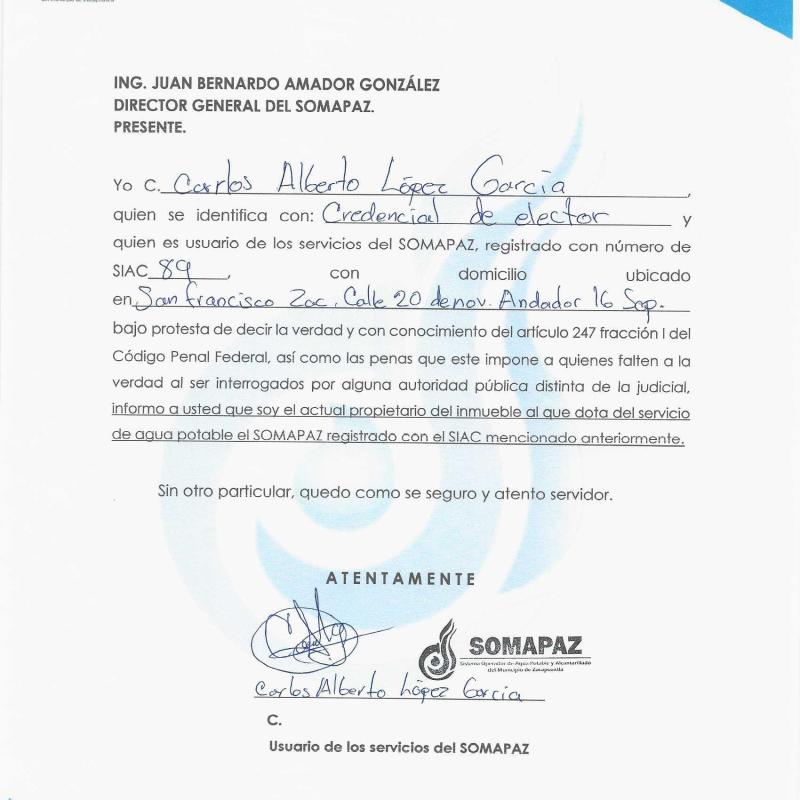 ING. JUAN BERNARDO AMADOR GONZÁLEZ
DIRECTOR GENERAL DEL SOMAPAZ.
PRESENTE.
Yo C. Carlos Alberto López García,
quien se identifica con: Credencial de elector y
quien es usuario de los servicios del SOMAPAZ, registrado con número de
SIAC 89, con domicilio ubicado
en San francisco Zac, Calle 20 de nov. Andador 16 Sep.
bajo protesta de decir la verdad y con conocimiento del artículo 247 fracción I del
Código Penal Federal, así como las penas que este impone a quienes falten a la
verdad al ser interrogados por alguna autoridad pública distinta de la judicial,
informo a usted que soy el actual propietario del inmueble al que dota del servicio
de agua potable el SOMAPAZ registrado con el SIAC mencionado anteriormente.
Sin otro particular, quedo como se seguro y atento servidor.
ATENTAMENTE
SOMAPAZ
Sistema Operador de Agua Potable y Alcantarillado
del Municipio de Zacapoaxtla
Carlos Alberto López García
C.
Usuario de los servicios del SOMAPAZ